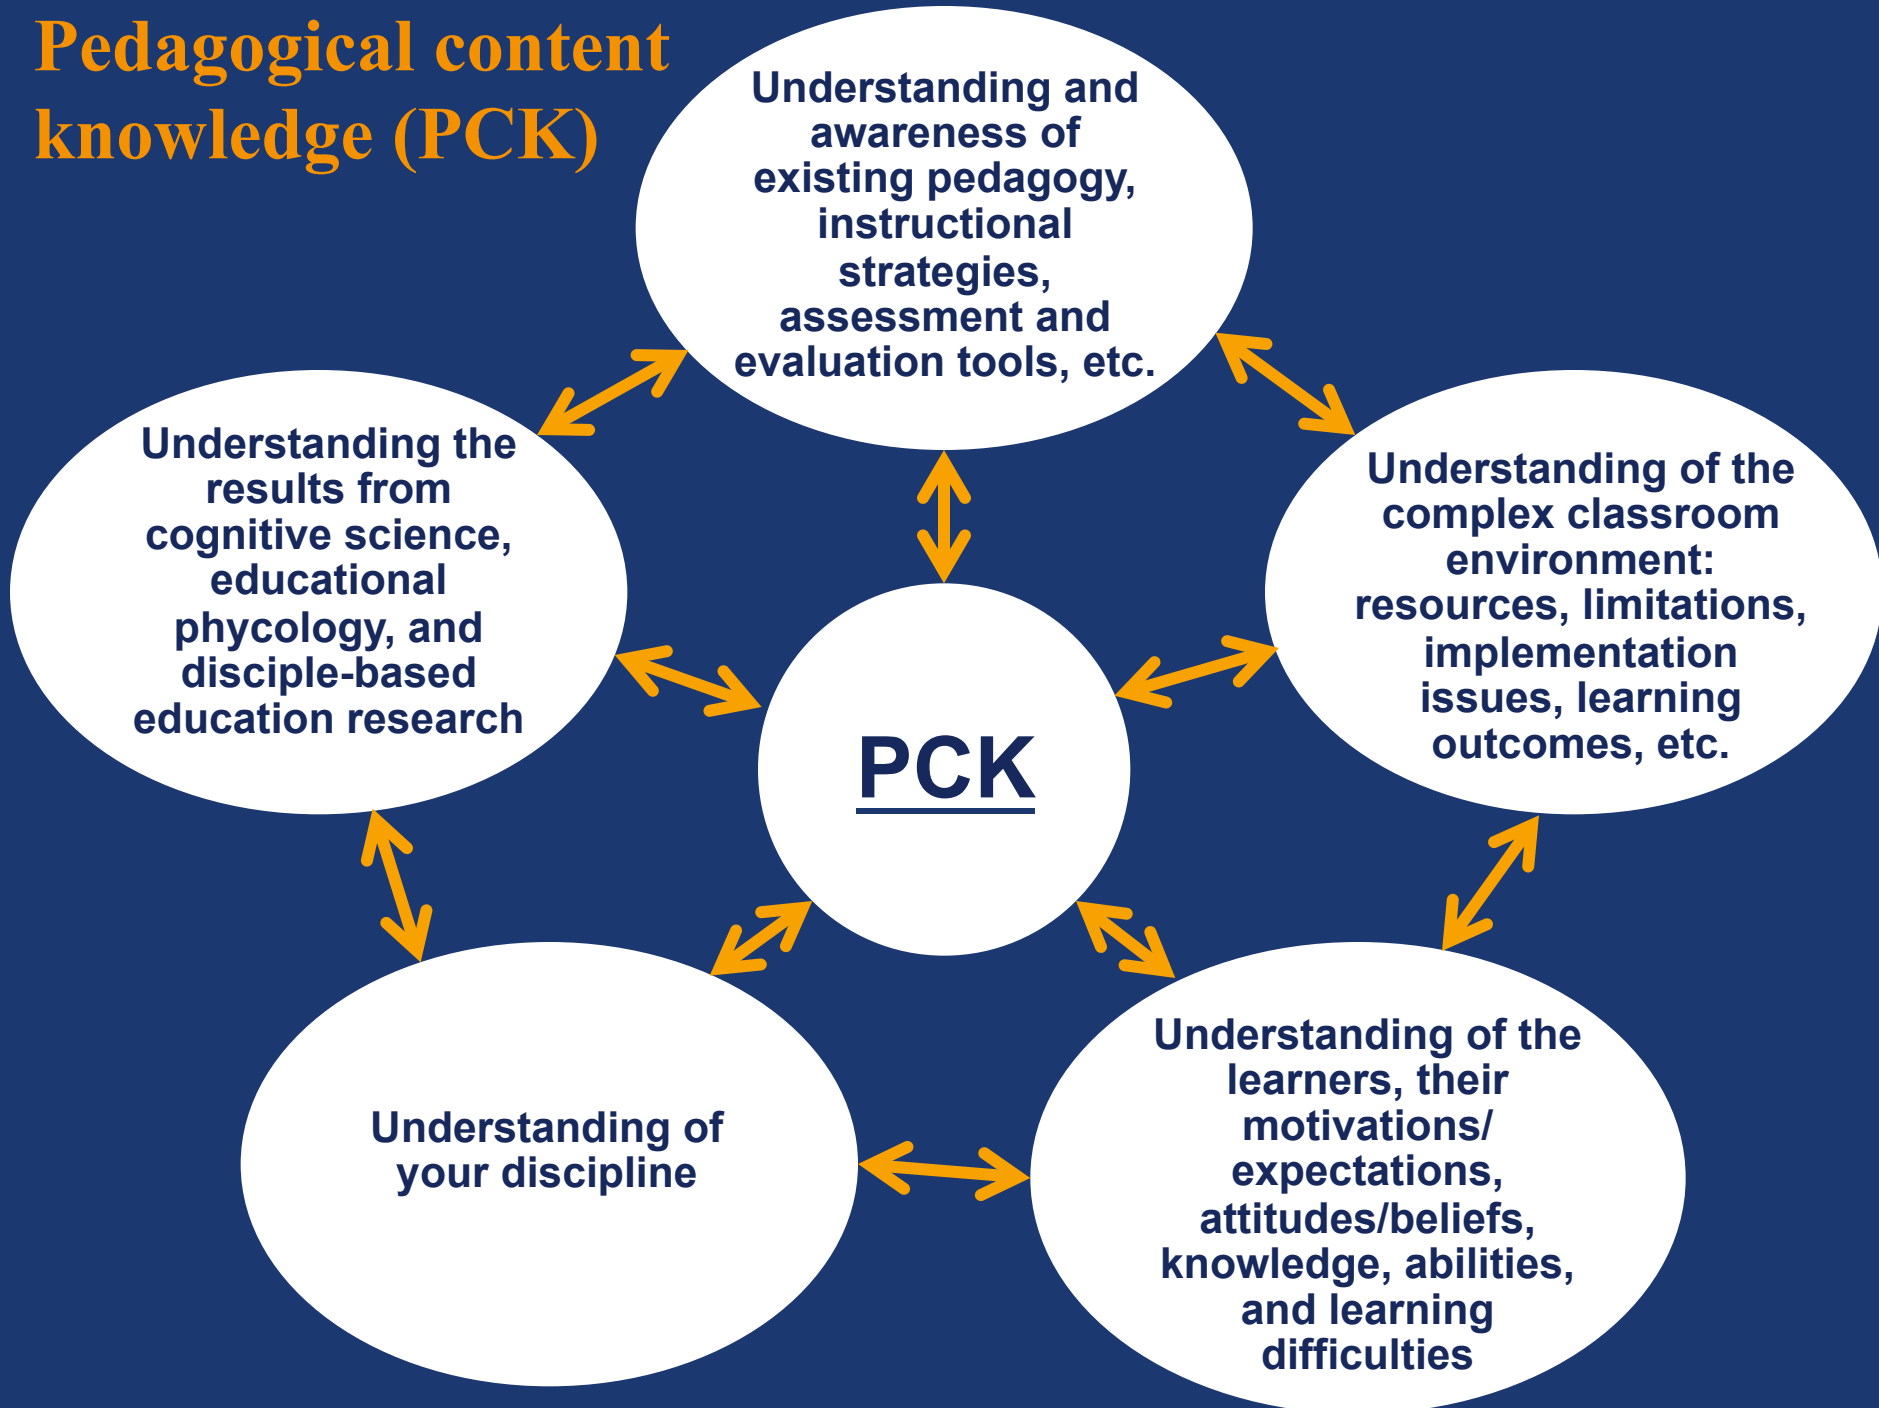 Pedagogical content
knowledge (PCK)
Understanding and
awareness of
existing pedagogy,
instructional
strategies,
assessment and
evaluation tools, etc.
Understanding the
results from
cognitive science,
educational
phycology, and
disciple-based
education research
Understanding of the
complex classroom
environment:
resources, limitations,
implementation
issues, learning
outcomes, etc.
PCK
Understanding of
your discipline
Understanding of the
learners, their
motivations/
expectations,
attitudes/beliefs,
knowledge, abilities,
and learning
difficulties